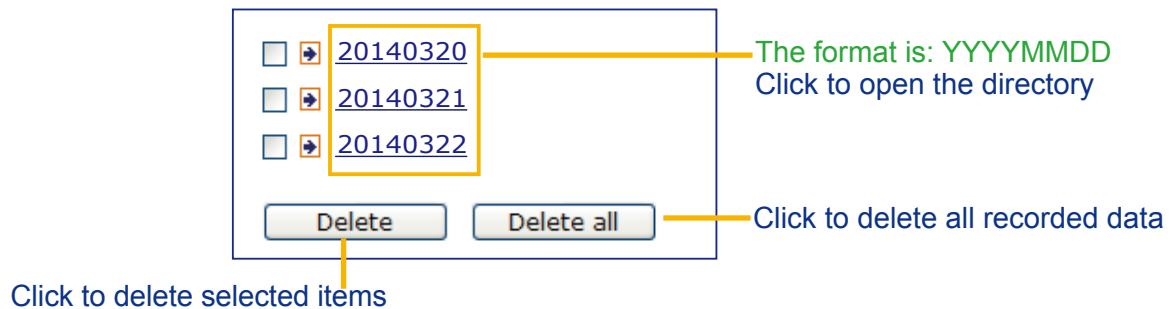 20140320
The format is: YYYYMMDD
Click to open the directory
20140321
20140322
Delete
Delete all
Click to delete all recorded data
Click to delete selected items